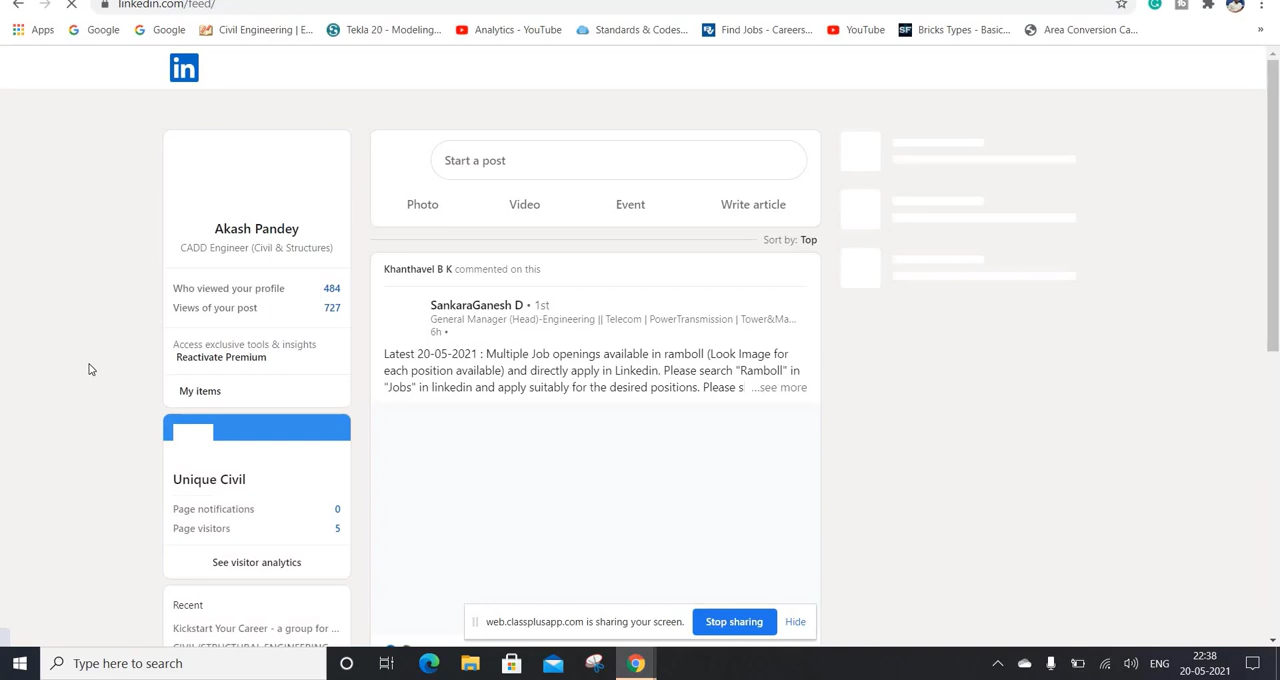 linkedin.com/feed/
Apps Google Google Civil Engineering | E... Tekla 20 - Modeling... Analytics - YouTube Standards & Codes... Find Jobs - Careers... YouTube SF Bricks Types - Basic... Area Conversion Ca... »
in
Start a post
Photo Video Event Write article
Akash Pandey
CADD Engineer (Civil & Structures)
Who viewed your profile 484
Views of your post 727
Access exclusive tools & insights
Reactivate Premium
My items
Unique Civil
Page notifications 0
Page visitors 5
See visitor analytics
Recent
Kickstart Your Career - a group for ...
CIVIL/STRUCTURAL ENGINEERING
Sort by: Top
Khanthavel B K commented on this
SankaraGanesh D • 1st
General Manager (Head)-Engineering || Telecom | PowerTransmission | Tower&Ma...
6h •
Latest 20-05-2021 : Multiple Job openings available in ramboll (Look Image for
each position available) and directly apply in Linkedin. Please search "Ramboll" in
"Jobs" in linkedin and apply suitably for the desired positions. Please s ...see more
web.classplusapp.com is sharing your screen. Stop sharing Hide
Type here to search
ENG
22:38
20-05-2021